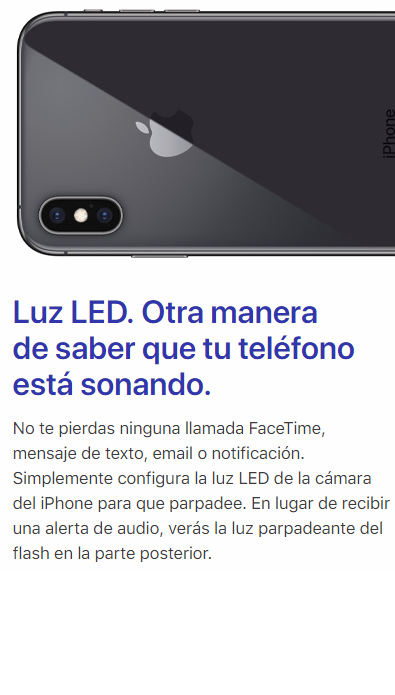 iPhone
Luz LED. Otra manera
de saber que tu teléfono
está sonando.
No te pierdas ninguna llamada FaceTime,
mensaje de texto, email o notificación.
Simplemente configura la luz LED de la cámara
del iPhone para que parpadee. En lugar de recibir
una alerta de audio, verás la luz parpadeante del
flash en la parte posterior.